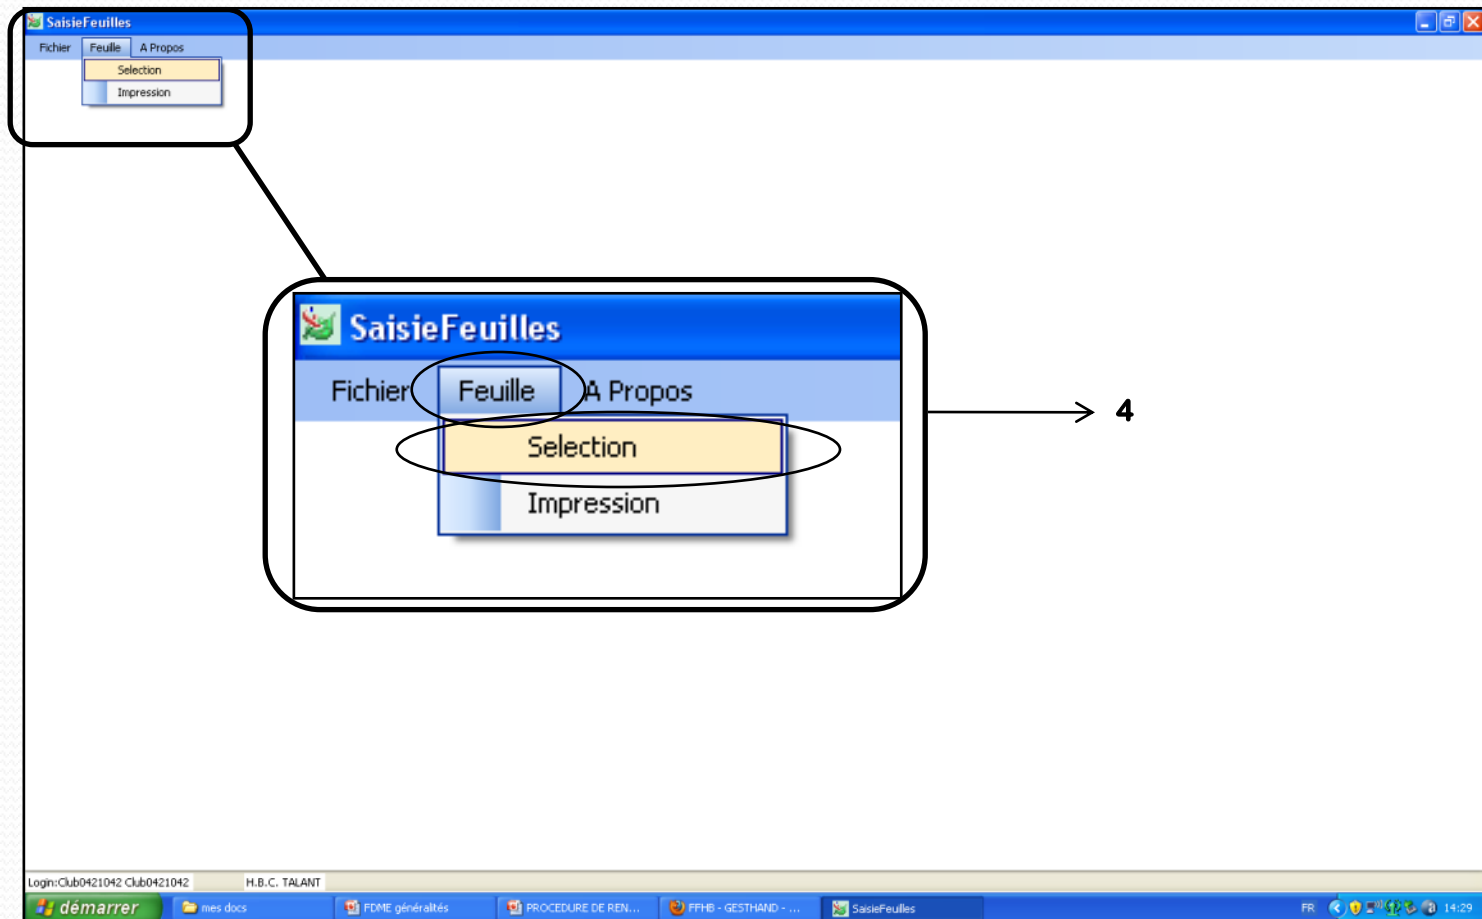 SaisieFeuilles
Fichier Feuille A Propos
Selection
Impression
SaisieFeuilles
Fichier Feuille A Propos
Selection
Impression
4
Login:Club0421042 Club0421042 H.B.C. TALANT
démarrer mes docs FDME généralités PROCEDURE DE REN... FFHB - GESTHAND - ... SaisieFeuilles FR 14:29